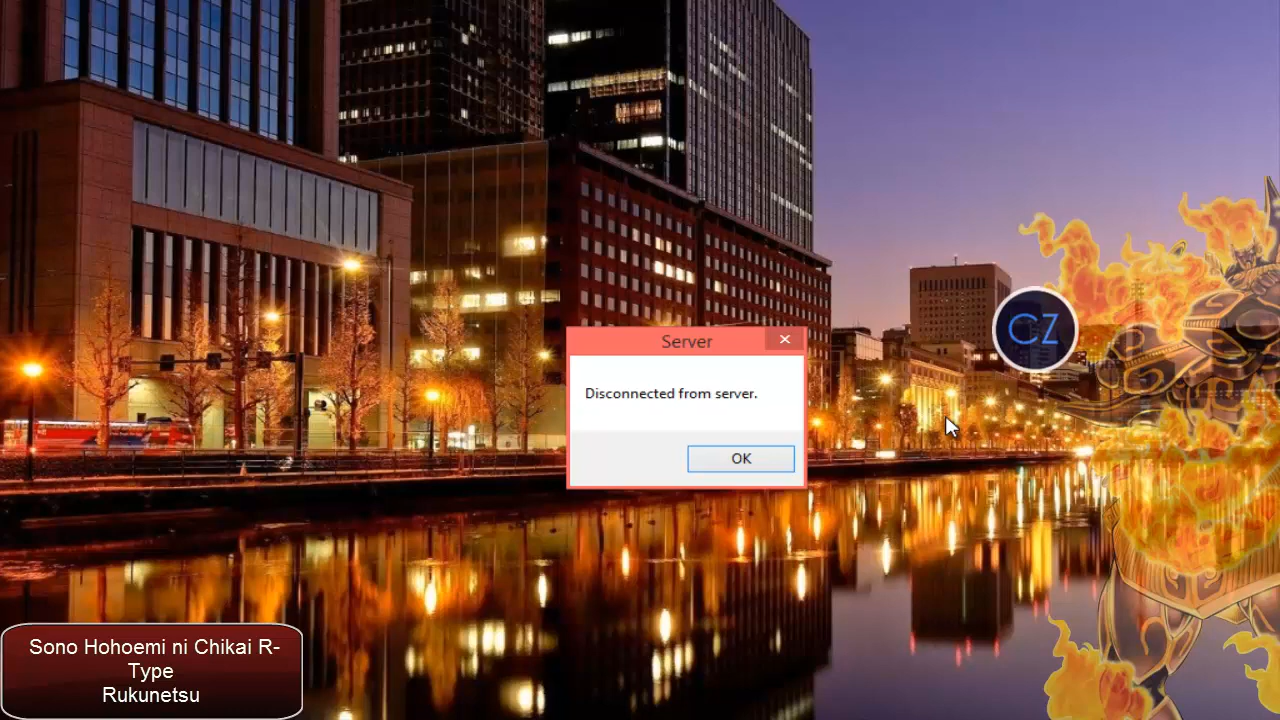 Server
Disconnected from server.
OK
CZ
Sono Hohoemi ni Chikai R-
Type
Rukunetsu